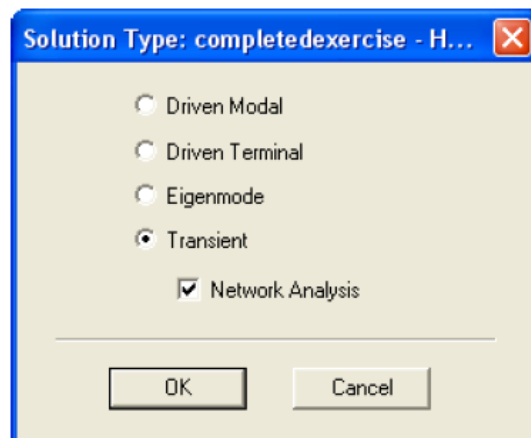 Solution Type: completedexercise - H...
Driven Modal
Driven Terminal
Eigenmode
Transient
Network Analysis
OK
Cancel